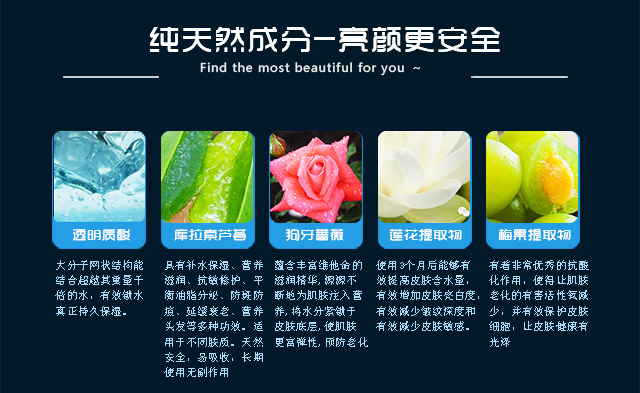 纯天然成分-亮颜更安全
Find the most beautiful for you ~
透明质酸
库拉索芦荟
狗牙蔷薇
莲花提取物
梅果提取物
大分子网状结构能
结合超越其重量千
倍的水，有效锁水
真正持久保湿。
具有补水保湿、营养
滋润、抗敏修护、平
衡油脂分泌、防斑防
痘、延缓衰老、营养
头发等多种功效。适
用于不同肤质。天然
安全，易吸收，长期
使用无副作用
蕴含丰富维他命的
滋润精华，源源不
断地为肌肤注入营
养，将水分紧锁于
皮肤底层，使肌肤
更富弹性，预防老化
使用3个月后能够有
效提高皮肤含水量，
有效增加皮肤亮白度，
有效减少皱纹深度和
有效减少皮肤敏感。
有着非常优秀的抗酸
化作用，使得让肌肤
老化的有害活性氧减
少，并有效保护皮肤
细胞，让皮肤健康有
光泽